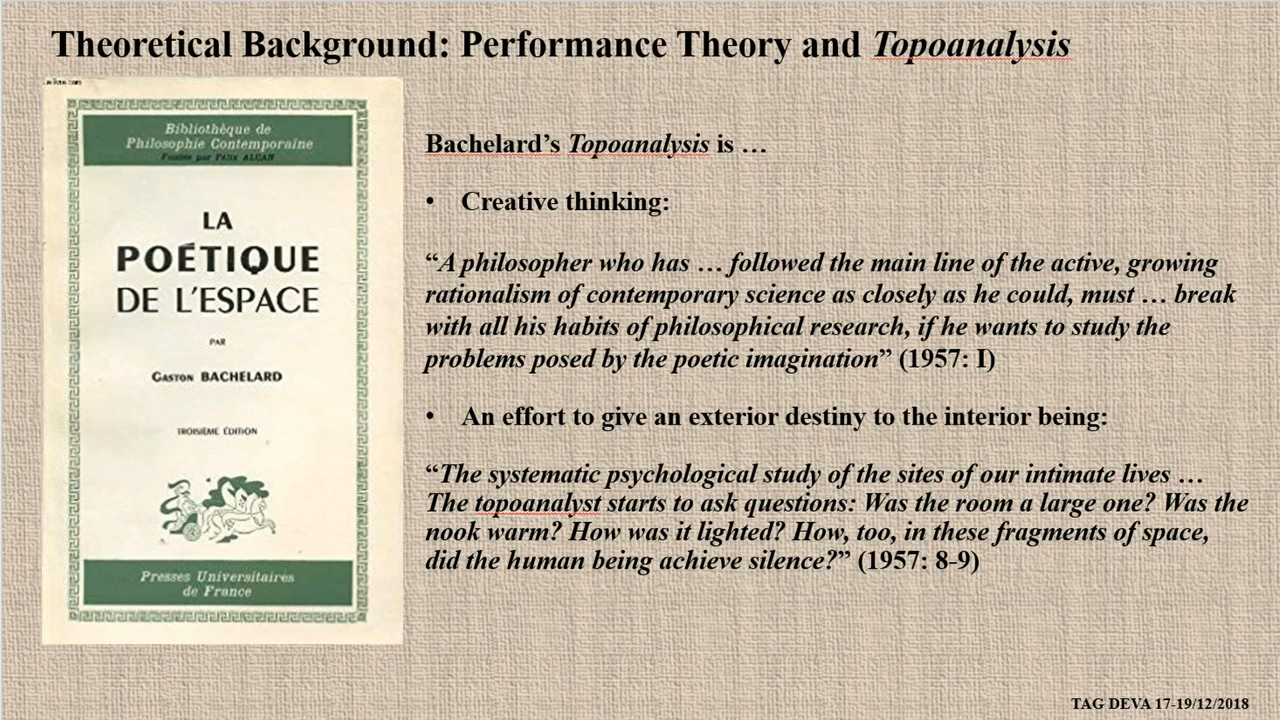 Theoretical Background: Performance Theory and Topoanalysis
Bibliothèque de
Philosophie Contemporaine
Fondée par Félix ALCAN
LA
POÉTIQUE
DE L'ESPACE
PAR
GASTON BACHELARD
TROISIÈME ÉDITION
Presses Universitaires
de France
Bachelard’s Topoanalysis is …
• Creative thinking:
“A philosopher who has … followed the main line of the active, growing
rationalism of contemporary science as closely as he could, must … break
with all his habits of philosophical research, if he wants to study the
problems posed by the poetic imagination” (1957: I)
• An effort to give an exterior destiny to the interior being:
“The systematic psychological study of the sites of our intimate lives …
The topoanalyst starts to ask questions: Was the room a large one? Was the
nook warm? How was it lighted? How, too, in these fragments of space,
did the human being achieve silence?” (1957: 8-9)
TAG DEVA 17-19/12/2018